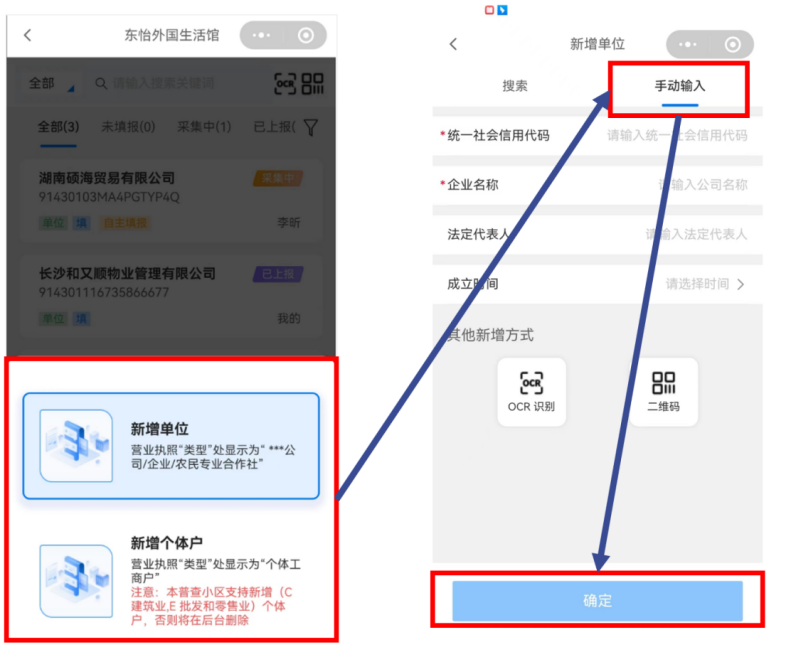 东怡外国生活馆
全部
请输入搜索关键词
OCR
全部(3) 未填报(0) 采集中(1) 已上报(
湖南硕海贸易有限公司 采集中
91430103MA4PGTYP4Q
单位 填 自主填报 李昕
长沙和又顺物业管理有限公司 已上报
914301116735866677
单位 填 我的
新增单位
营业执照“类型”处显示为“ ***公
司/企业/农民专业合作社”
新增个体户
营业执照“类型”处显示为“个体工
商户”
注意：本普查小区支持新增（C
建筑业,E 批发和零售业）个体
户，否则将在后台删除
新增单位
搜索 手动输入
*统一社会信用代码 请输入统一社会信用代码
*企业名称 请输入公司名称
法定代表人 请输入法定代表人
成立时间 请选择时间
其他新增方式
OCR
OCR 识别 二维码
确定